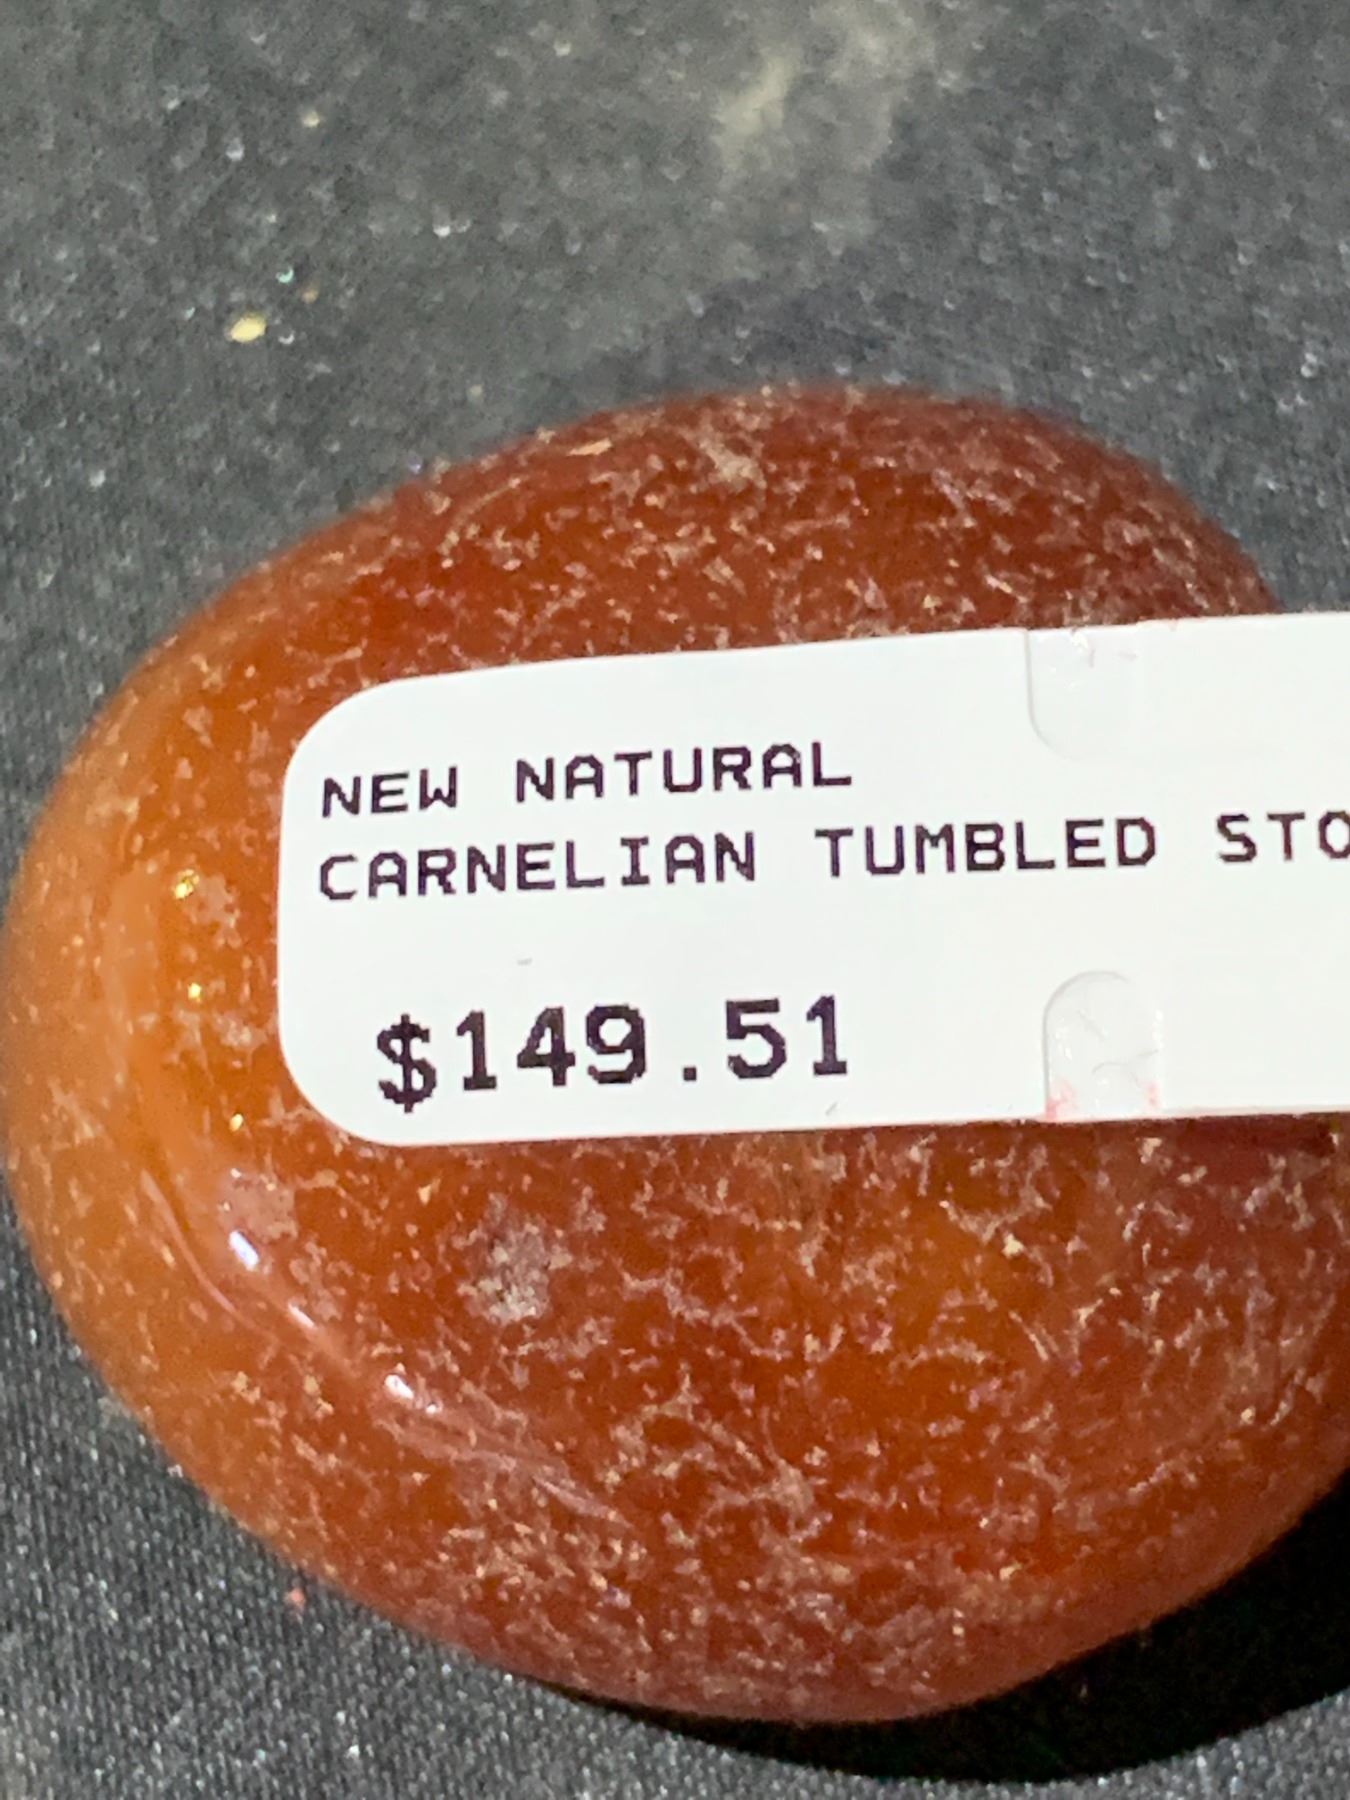 NEW NATURAL
CARNELIAN TUMBLED STO
$149.51